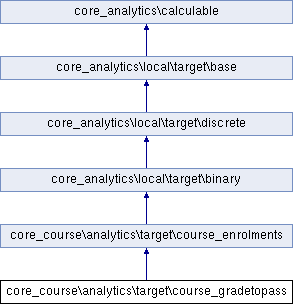 core_analytics\calculable
core_analytics\local\target\base
core_analytics\local\target\discrete
core_analytics\local\target\binary
core_course\analytics\target\course_enrolments
core_course\analytics\target\course_gradetopass